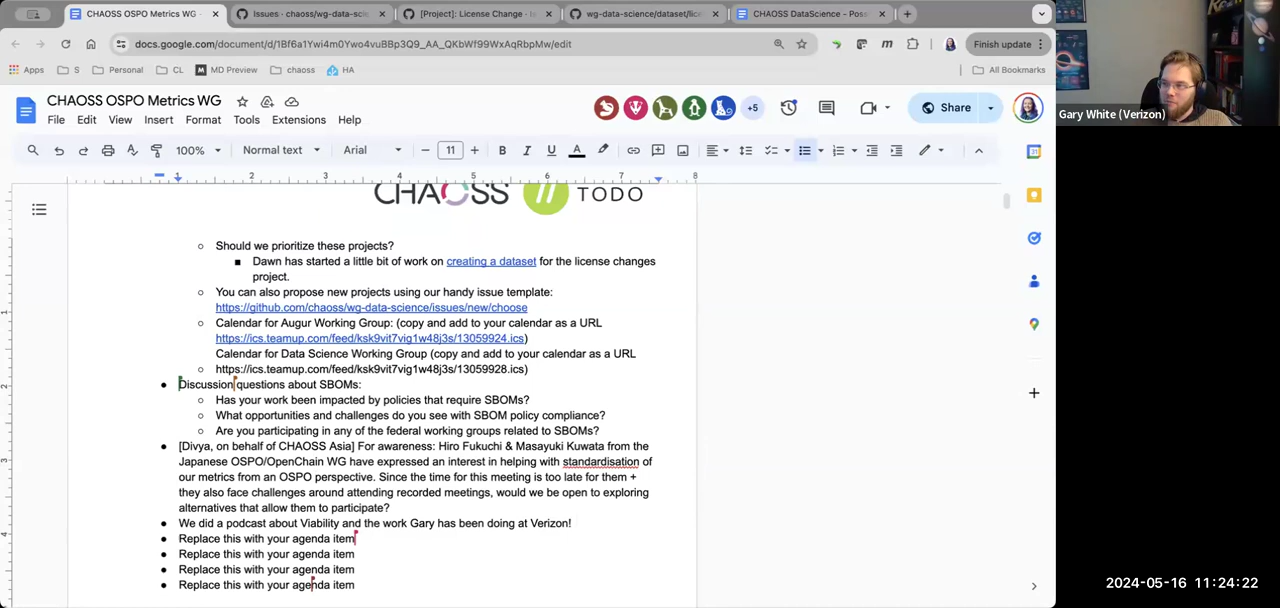 CHAOSS OSPO Metrics WG
Issues · chaoss/wg-data-sci
[Project]: License Change · 
wg-data-science/dataset/lice
CHAOSS DataScience - Poss
docs.google.com/document/d/1Bf6a1Ywi4m0Ywo4vuBBp3Q9_AA_QKbWf99WxAqRbpMw/edit
Finish update
Apps
S
Personal
CL
MD Preview
chaoss
HA
All Bookmarks
CHAOSS OSPO Metrics WG
File Edit View Insert Format Tools Extensions Help
+5
Share
100%
Normal text
Arial
11
1 2 3 4 5 6 7 8
CHAOSS // TODO
Should we prioritize these projects?
Dawn has started a little bit of work on creating a dataset for the license changes
project.
You can also propose new projects using our handy issue template:
https://github.com/chaoss/wg-data-science/issues/new/choose
Calendar for Augur Working Group: (copy and add to your calendar as a URL
https://ics.teamup.com/feed/ksk9vit7vig1w48j3s/13059924.ics)
Calendar for Data Science Working Group (copy and add to your calendar as a URL
https://ics.teamup.com/feed/ksk9vit7vig1w48j3s/13059928.ics)
Discussion questions about SBOMs:
Has your work been impacted by policies that require SBOMs?
What opportunities and challenges do you see with SBOM policy compliance?
Are you participating in any of the federal working groups related to SBOMs?
[Divya, on behalf of CHAOSS Asia] For awareness: Hiro Fukuchi & Masayuki Kuwata from the
Japanese OSPO/OpenChain WG have expressed an interest in helping with standardisation of
our metrics from an OSPO perspective. Since the time for this meeting is too late for them +
they also face challenges around attending recorded meetings, would we be open to exploring
alternatives that allow them to participate?
We did a podcast about Viability and the work Gary has been doing at Verizon!
Replace this with your agenda item
Replace this with your agenda item
Replace this with your agenda item
Replace this with your agenda item
1
2
3
4
Gary White (Verizon)
2024-05-16 11:24:22